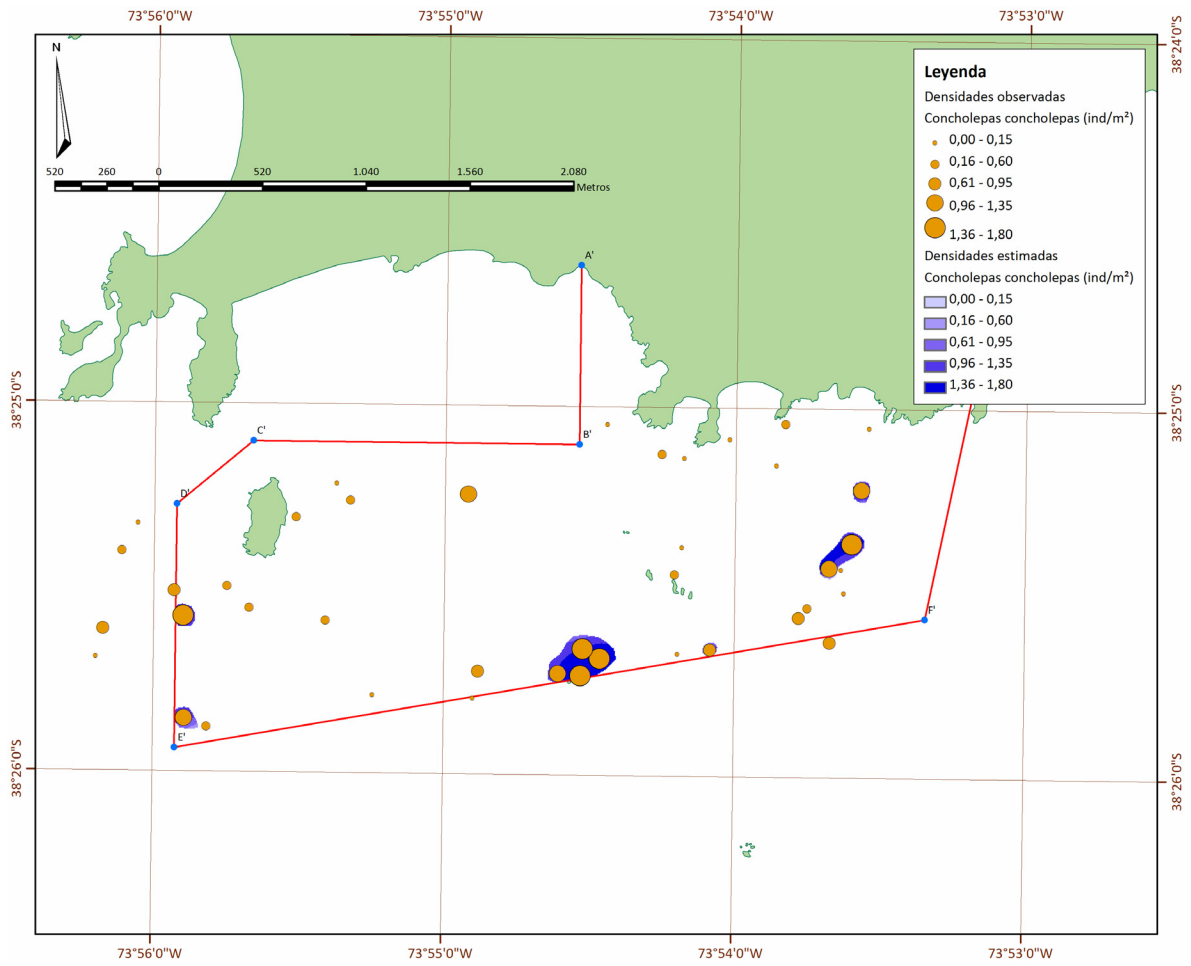 73°56'0"W
73°55'0"W
73°54'0"W
73°53'0"W
38°24'0"S
N
Leyenda
Densidades observadas
Concholepas concholepas (ind/m²)
0,00 - 0,15
0,16 - 0,60
0,61 - 0,95
0,96 - 1,35
1,36 - 1,80
Densidades estimadas
Concholepas concholepas (ind/m²)
0,00 - 0,15
0,16 - 0,60
0,61 - 0,95
0,96 - 1,35
1,36 - 1,80
520
260
0
520
1.040
1.560
2.080
Metros
A'
38°25'0"S
38°25'0"S
C'
B'
D'
F'
E'
38°26'0"S
38°26'0"S
73°56'0"W
73°55'0"W
73°54'0"W
73°53'0"W